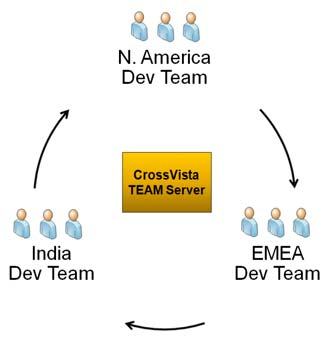 N. America
Dev Team
CrossVista
TEAM Server
India
Dev Team
EMEA
Dev Team